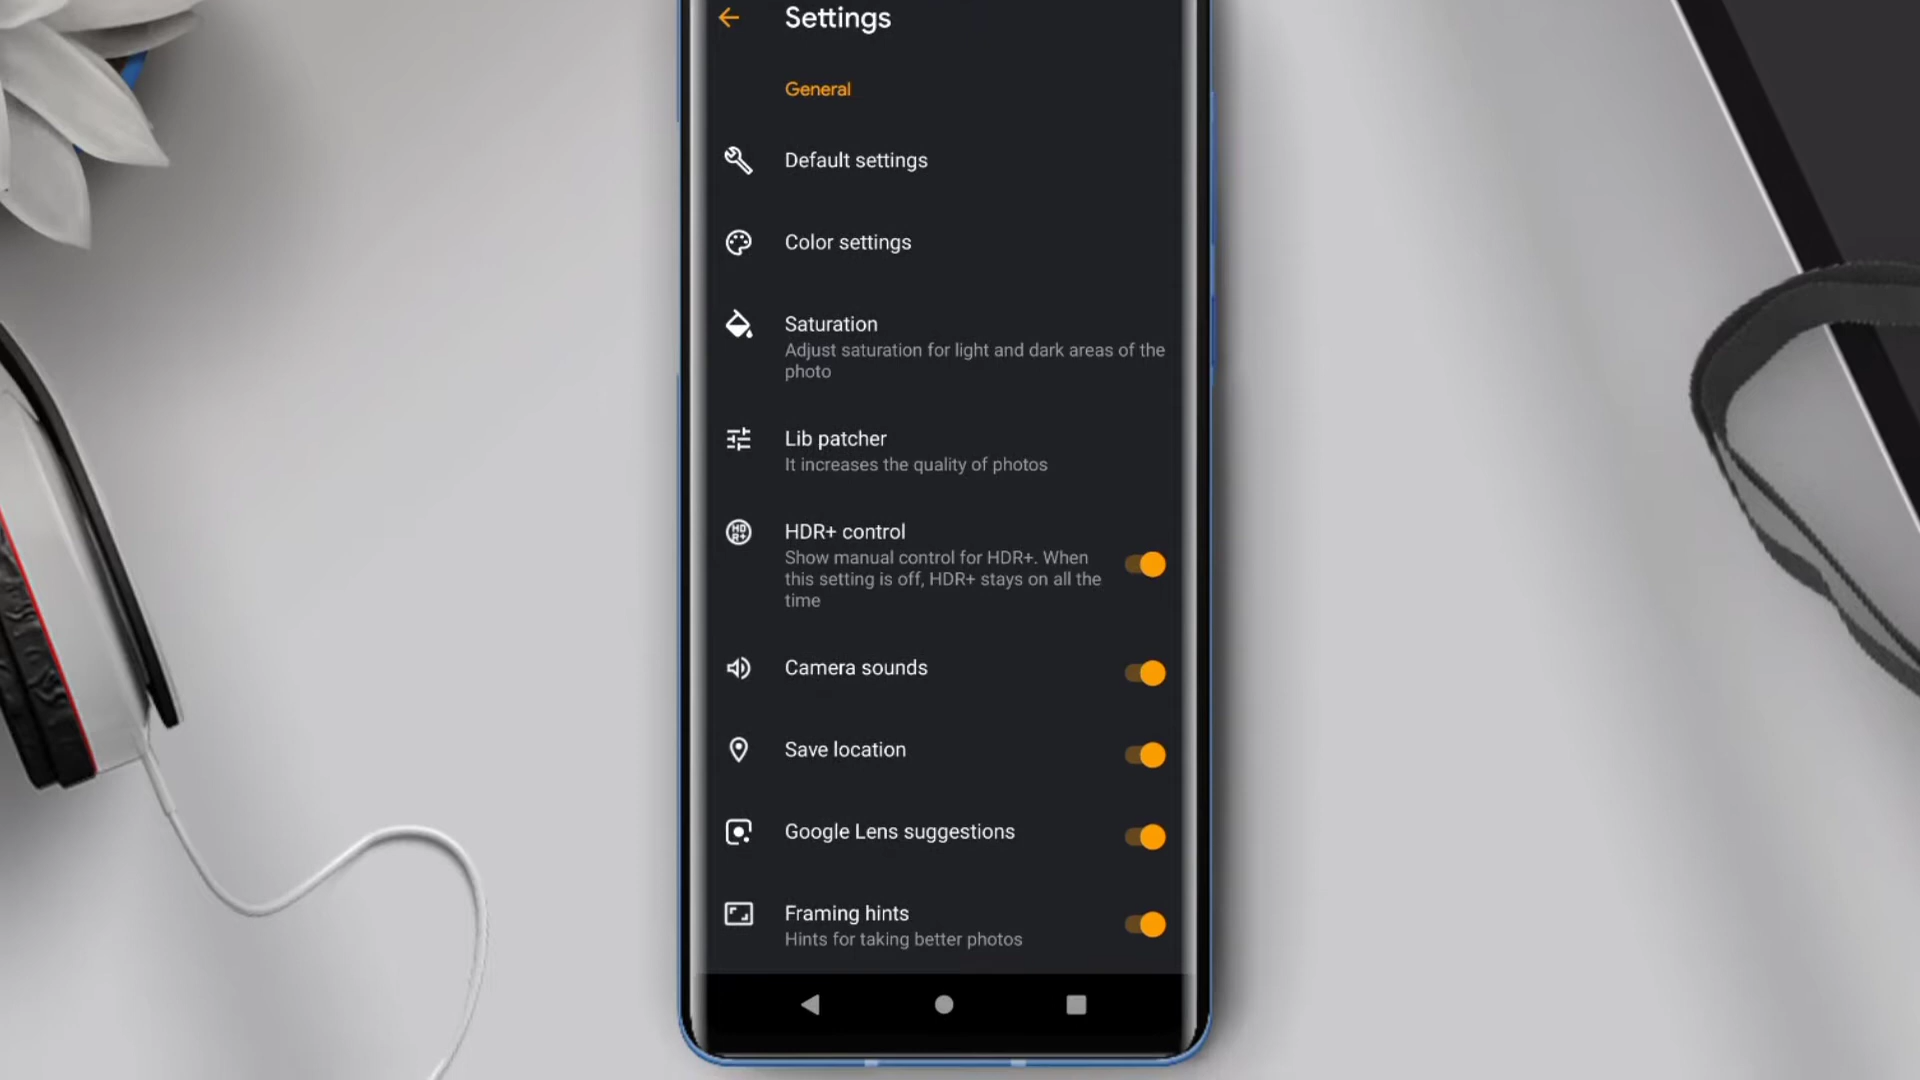 Settings
General
Default settings
Color settings
Saturation
Adjust saturation for light and dark areas of the
photo
Lib patcher
It increases the quality of photos
HDR+ control
Show manual control for HDR+. When
this setting is off, HDR+ stays on all the
time
Camera sounds
Save location
Google Lens suggestions
Framing hints
Hints for taking better photos